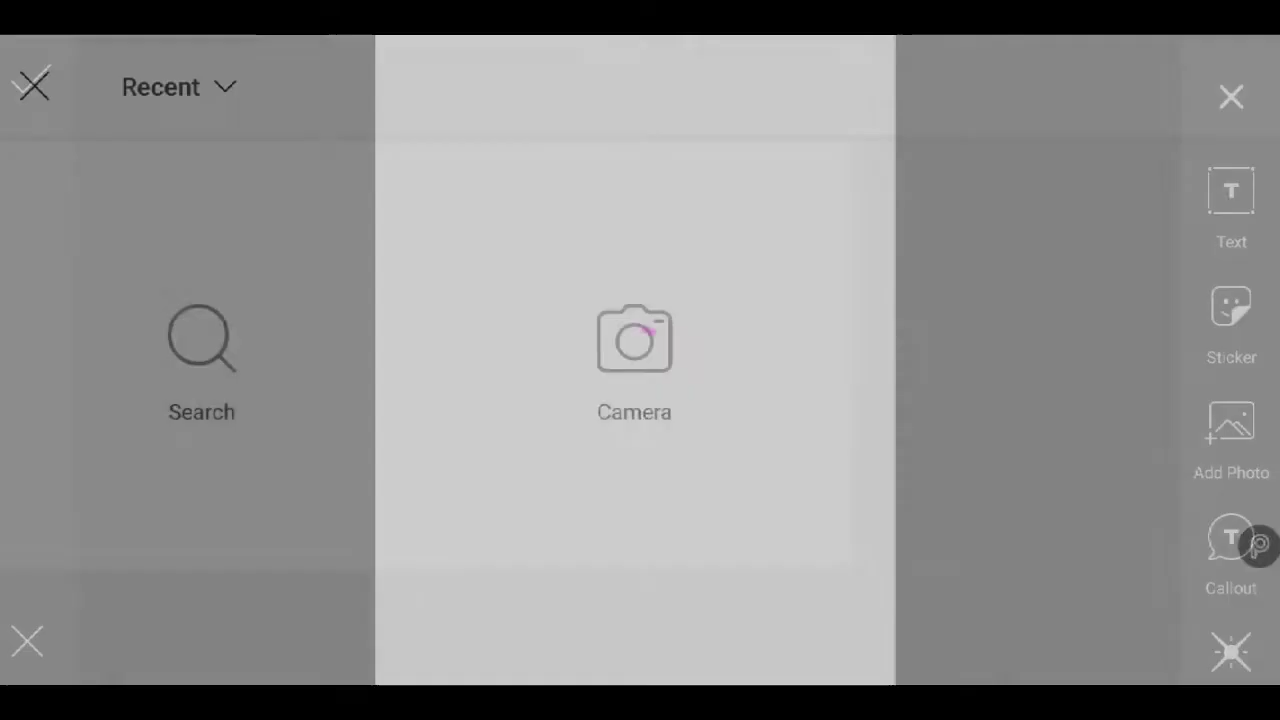 Recent
Search
Camera
T
Text
Sticker
Add Photo
T
Callout